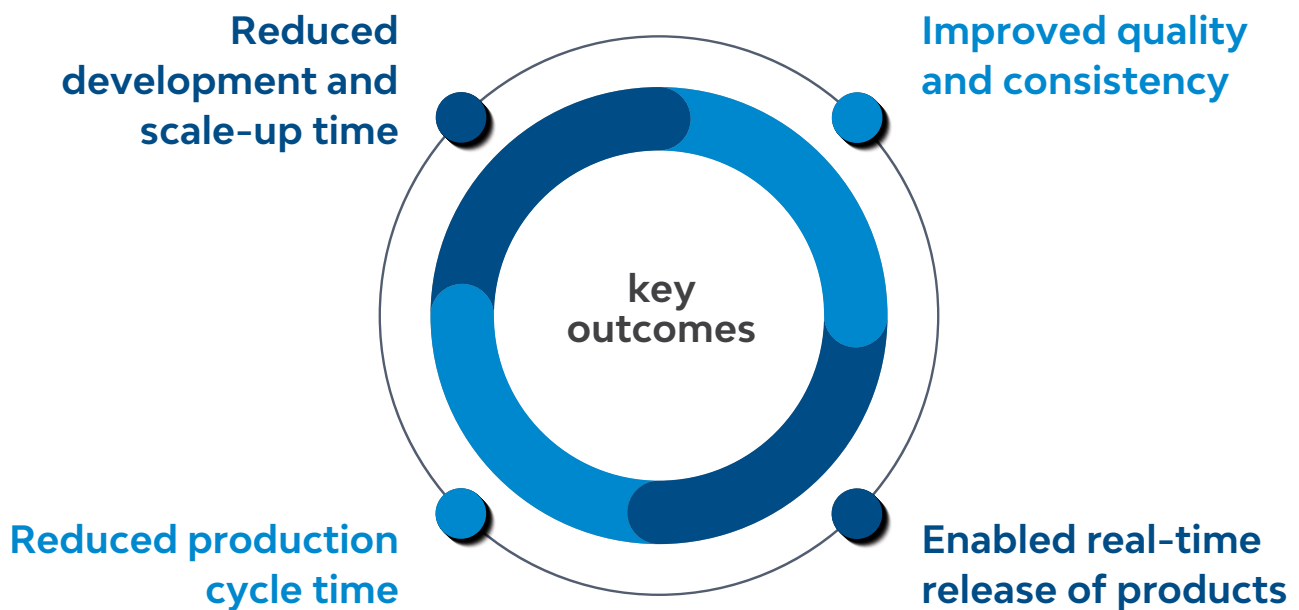 Reduced
development and
scale-up time
Improved quality
and consistency
key
outcomes
Reduced production
cycle time
Enabled real-time
release of products